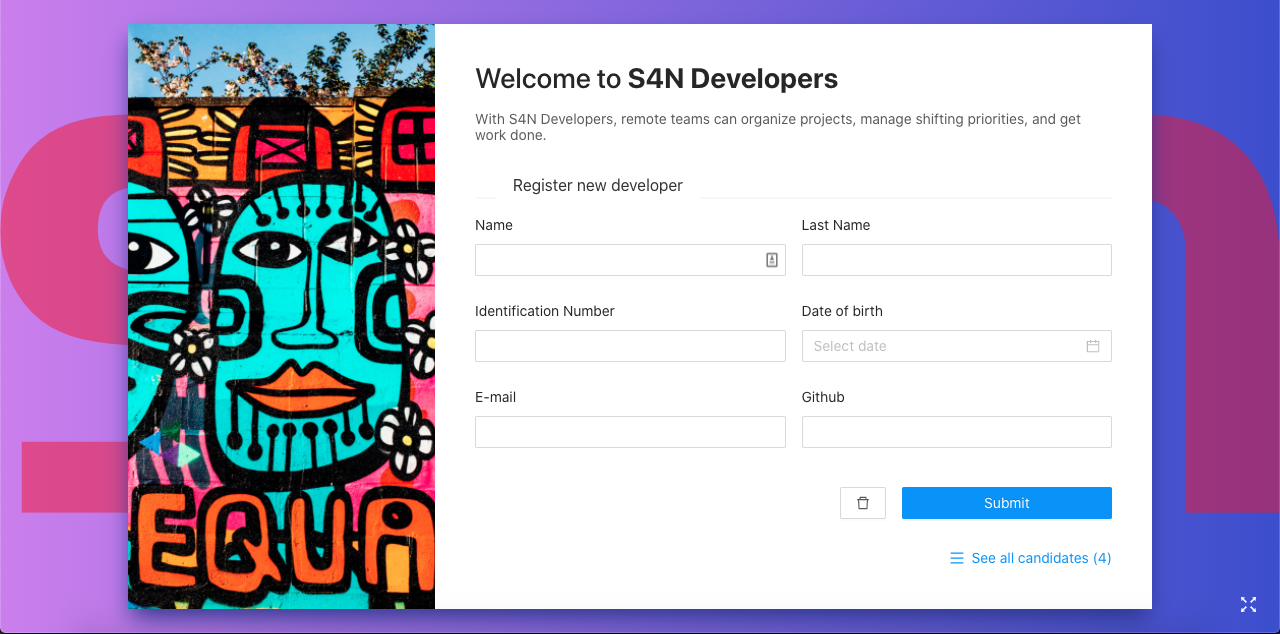 Welcome to S4N Developers
With S4N Developers, remote teams can organize projects, manage shifting priorities, and get
work done.
Register new developer
Name
Last Name
Identification Number
Date of birth
Select date
E-mail
Github
Submit
See all candidates (4)
EQUA